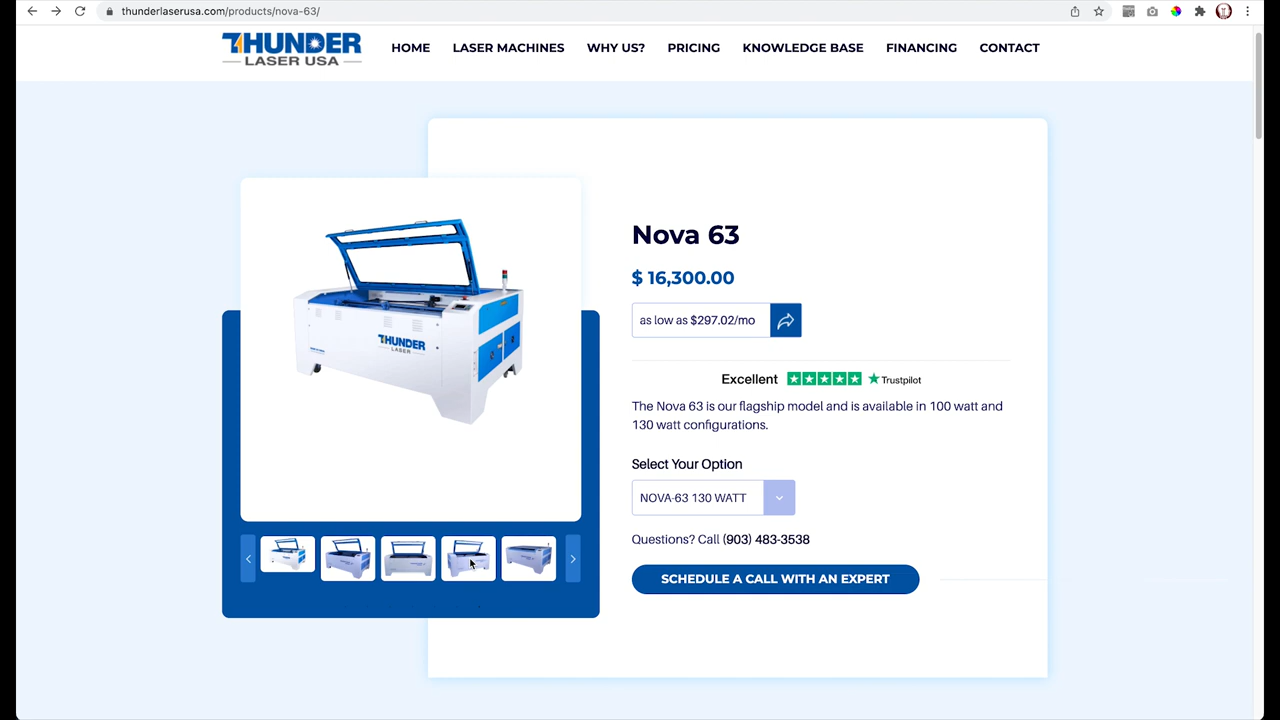 thunderlaserusa.com/products/nova-63/
THUNDER
LASER USA
HOME LASER MACHINES WHY US? PRICING KNOWLEDGE BASE FINANCING CONTACT
THUNDER
LASER
Nova 63
$ 16,300.00
as low as $297.02/mo
Excellent Trustpilot
The Nova 63 is our flagship model and is available in 100 watt and
130 watt configurations.
Select Your Option
NOVA-63 130 WATT
Questions? Call (903) 483-3538
SCHEDULE A CALL WITH AN EXPERT